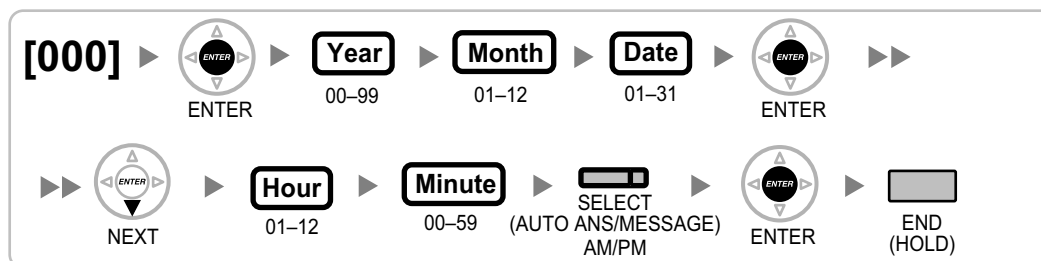 [000] ENTER Year Month Date ENTER
00–99 01–12 01–31
ENTER ENTER
ENTER Hour Minute ENTER
01–12 00–59 SELECT
NEXT (AUTO ANS/MESSAGE) ENTER END
AM/PM (HOLD)